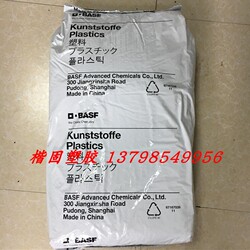 BASF
Kunststoffe
Plastics
塑料
プラスチック
플라스틱
BASF Advanced Chemicals Co., Ltd.
300 Jiangxinsha Road
Pudong, Shanghai
Made in China
楷固塑胶 13798549056
BASF
Kunststoffe
Plastics
塑料
プラスチック
플라스틱
BASF Advanced Chemicals Co., Ltd.
300 Jiangxinsha Road
Pudong, Shanghai
Made in China